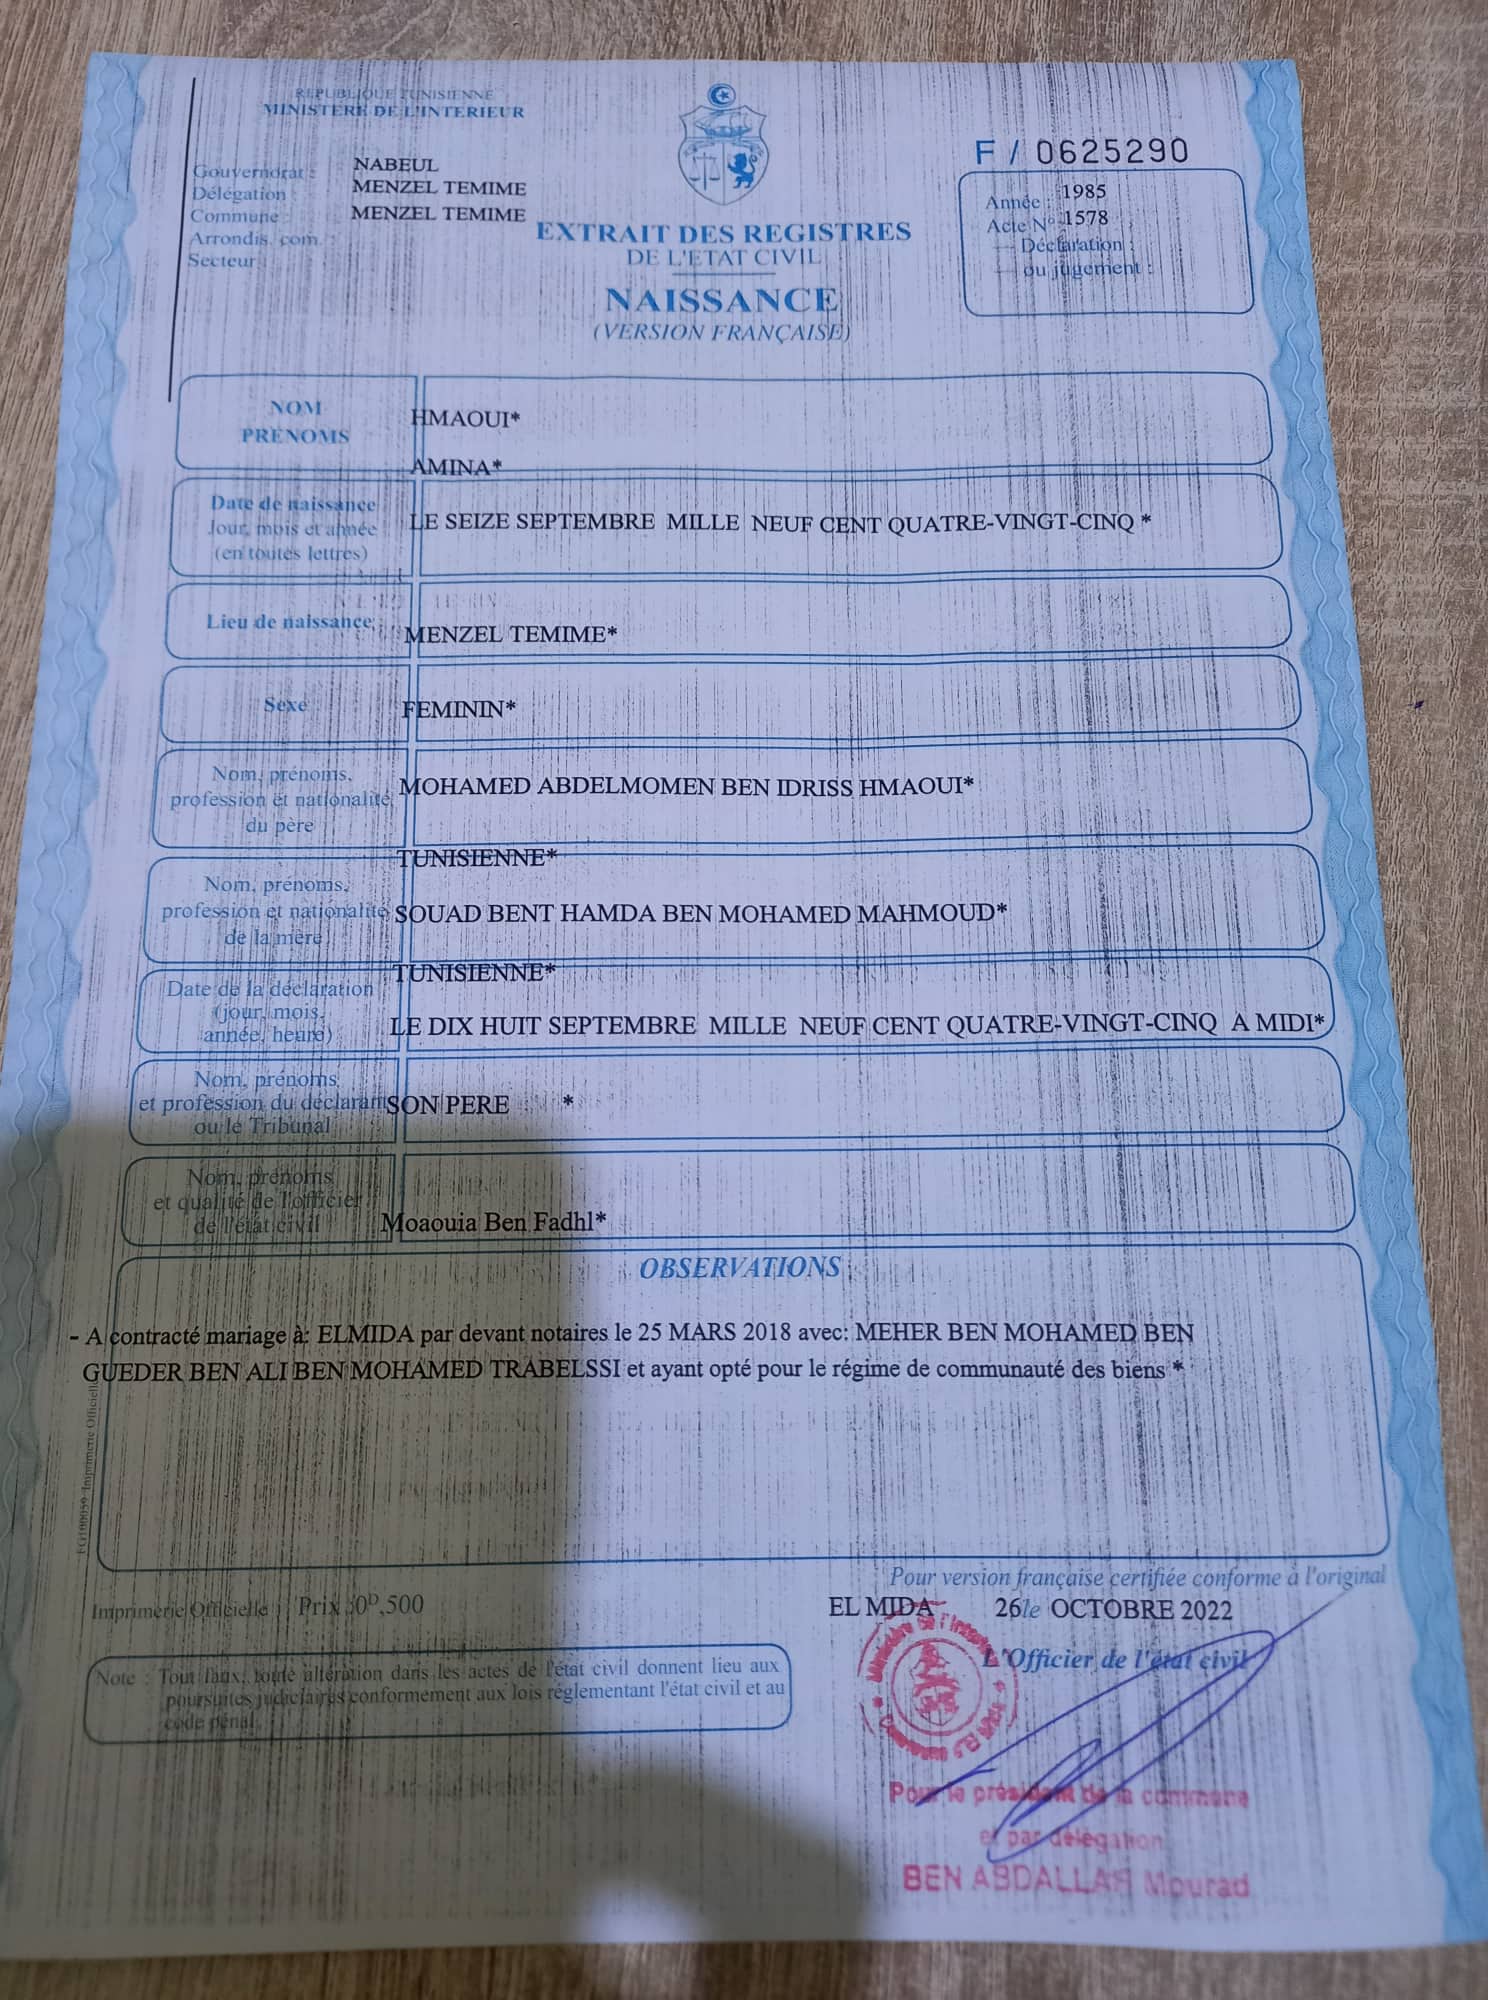 REPUBLIQUE TUNISIENNE
MINISTERE DE L'INTERIEUR
Gouvernorat : NABEUL
Délégation : MENZEL TEMIME
Commune : MENZEL TEMIME
Arrondis. com. :
Secteur :
EXTRAIT DES REGISTRES
DE L'ETAT CIVIL
NAISSANCE
(VERSION FRANÇAISE)
F / 0625290
Année : 1985
Acte N° 1578
— Déclaration :
— ou jugement :
NOM HMAOUI*
PRENOMS AMINA*
Date de naissance
Jour, mois et année LE SEIZE SEPTEMBRE MILLE NEUF CENT QUATRE-VINGT-CINQ *
(en toutes lettres)
Lieu de naissance MENZEL TEMIME*
Sexe FEMININ*
Nom, prénoms,
profession et nationalité MOHAMED ABDELMOMEN BEN IDRISS HMAOUI*
du père
TUNISIENNE*
Nom, prénoms,
profession et nationalité SOUAD BENT HAMDA BEN MOHAMED MAHMOUD*
de la mère
TUNISIENNE*
Date de la déclaration
(jour, mois, LE DIX HUIT SEPTEMBRE MILLE NEUF CENT QUATRE-VINGT-CINQ A MIDI*
année, heure)
Nom, prénoms
et profession du déclarant SON PERE *
ou le Tribunal
Nom, prénoms
et qualité de l'officier
de l'état civil Moaouia Ben Fadhl*
OBSERVATIONS
- A contracté mariage à: ELMIDA par devant notaires le 25 MARS 2018 avec: MEHER BEN MOHAMED BEN
GUEDER BEN ALI BEN MOHAMED TRABELSSI et ayant opté pour le régime de communauté des biens *
Imprimerie Officielle
Pour version française certifiée conforme à l'original
Imprimerie Officielle Prix :0D,500
EL MIDA 26 le OCTOBRE 2022
L'Officier de l'état civil
Note : Tout faux, toute altération dans les actes de l'état civil donnent lieu aux
poursuites judiciaires conformement aux lois réglementant l'état civil et au
code pénal.
Pour le président de la commune
et par délégation
BEN ABDALLAH Mourad